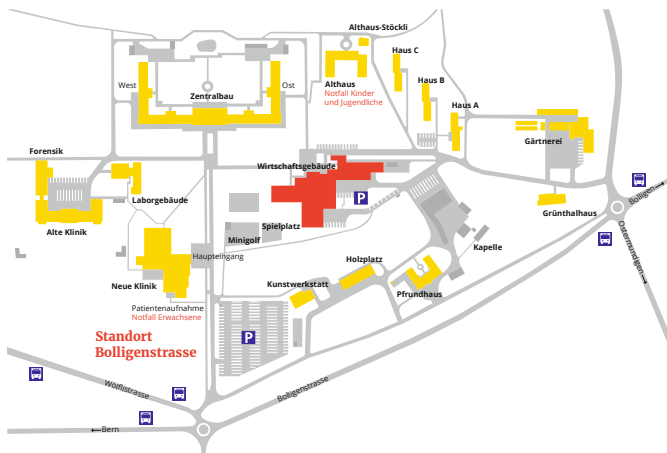 Althaus-Stöckli
Haus C
West
Ost
Zentralbau
Althaus
Notfall Kinder
und Jugendliche
Haus B
Haus A
Gärtnerei
Forensik
Wirtschaftsgebäude
P
Laborgebäude
Bolligen
Grünthalhaus
Alte Klinik
Spielplatz
Minigolf
Ostermundigen
Kapelle
Haupteingang
Holzplatz
Neue Klinik
Kunstwerkstatt
Pfrundhaus
Patientenaufnahme
Notfall Erwachsene
Standort
Bolligenstrasse
P
Wölflistrasse
Bolligenstrasse
Bern